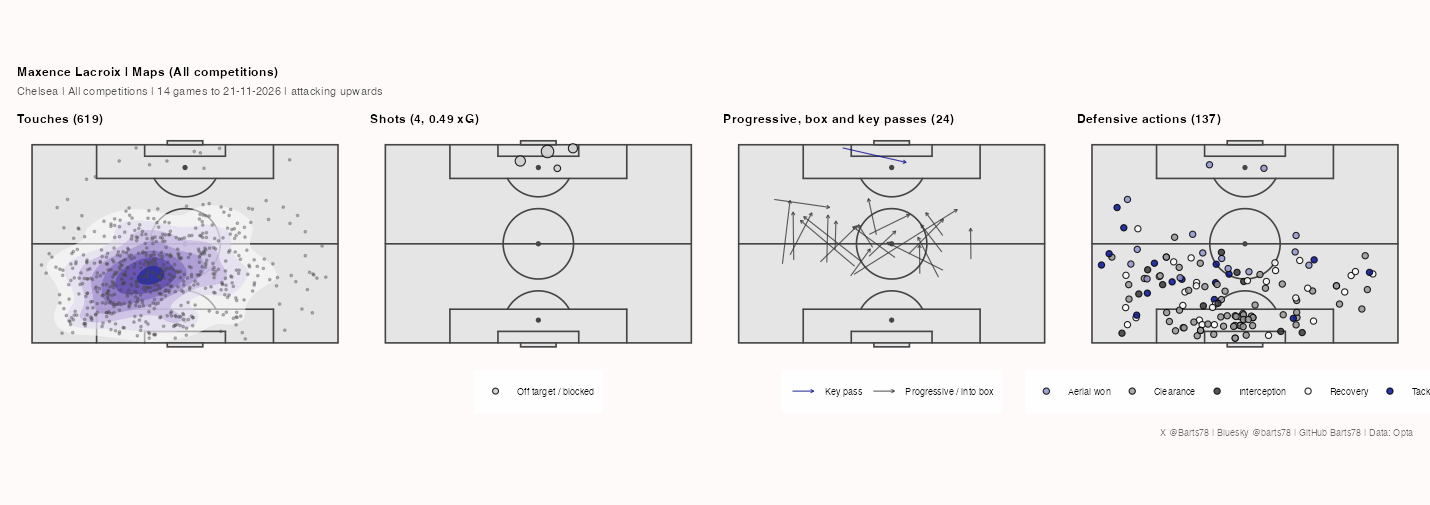 Maxence Lacroix | Maps (All competitions)
Chelsea | All competitions | 14 games to 21-11-2026 | attacking upwards
Touches (619)
Shots (4, 0.49 xG)
Progressive, box and key passes (24)
Defensive actions (137)
Off target / blocked
Key pass
Progressive / into box
Aerial won
Clearance
Interception
Recovery
Tack
X @Barts78 | Bluesky @barts78 | GitHub Barts78 | Data: Opta